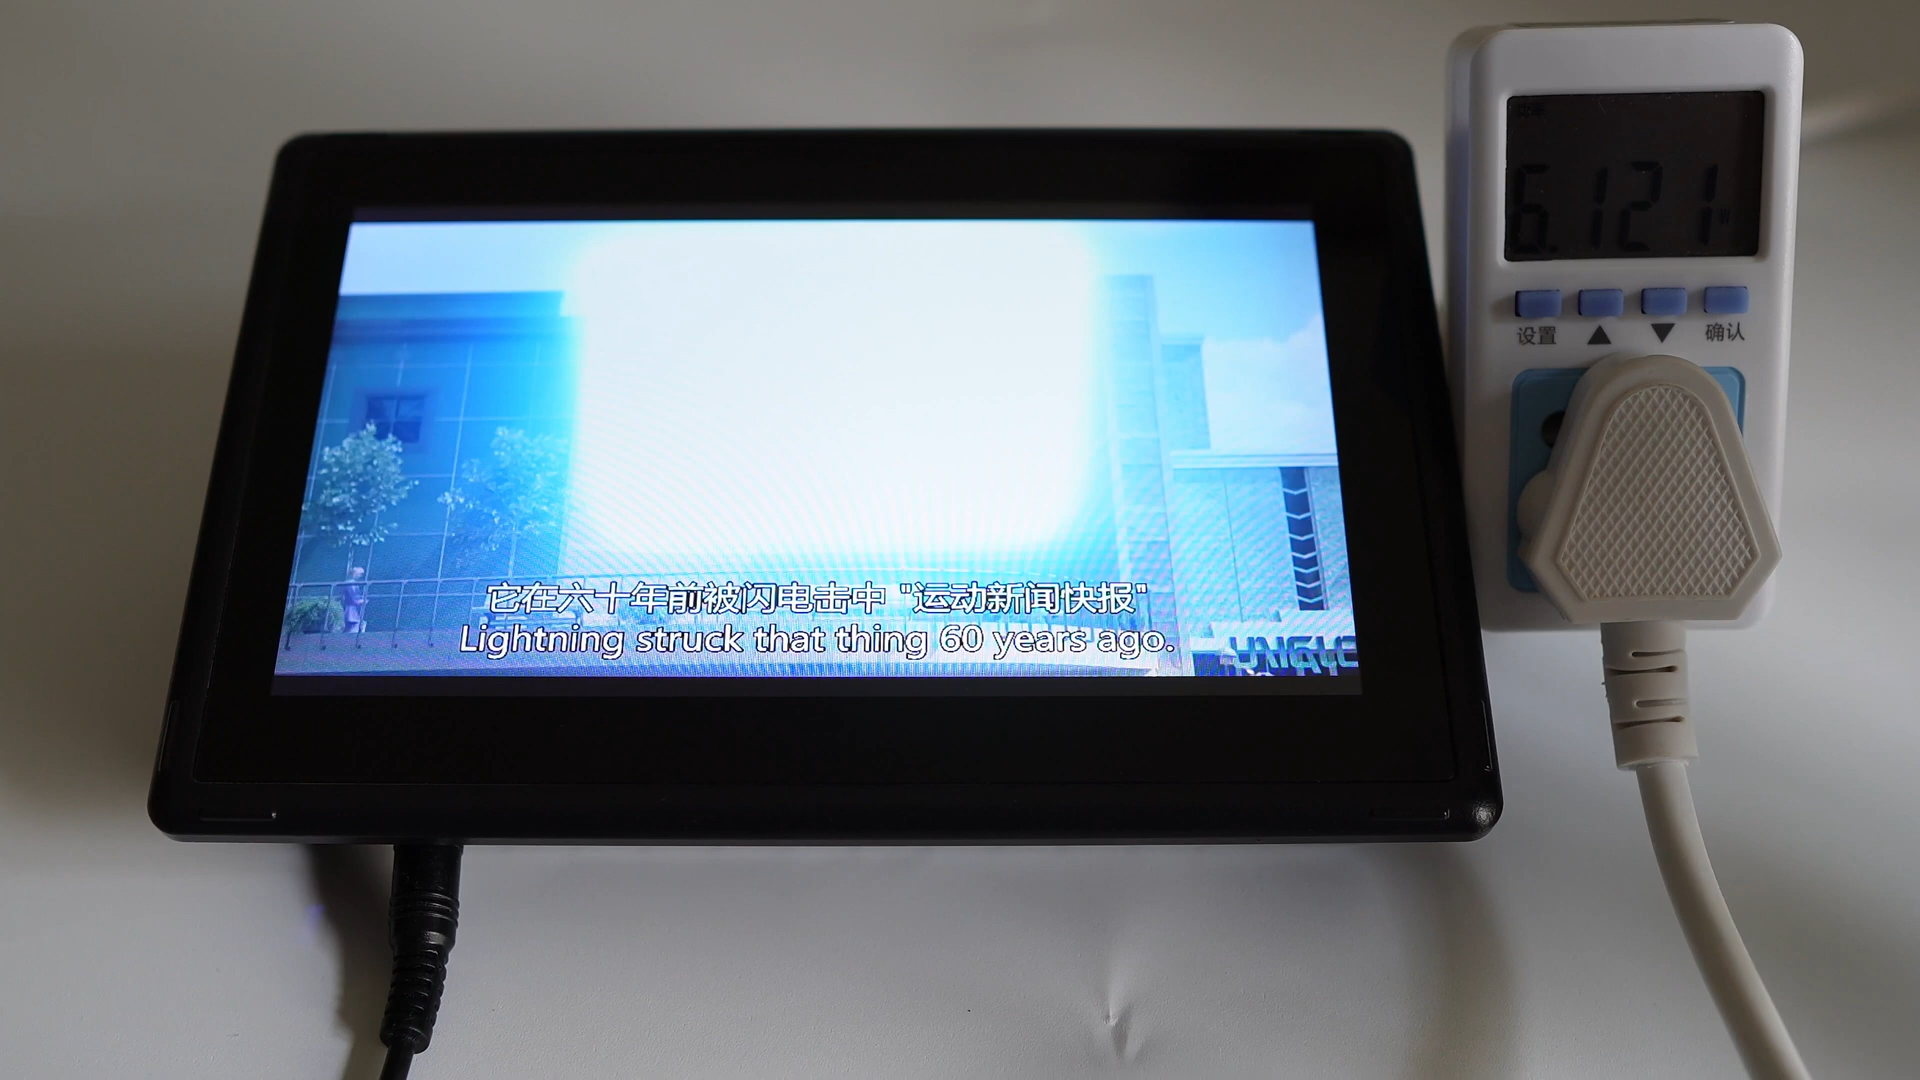 6.121
设置 ▲ ▼ 确认
它在六十年前被闪电击中 "运动新闻快报"
Lightning struck that thing 60 years ago.